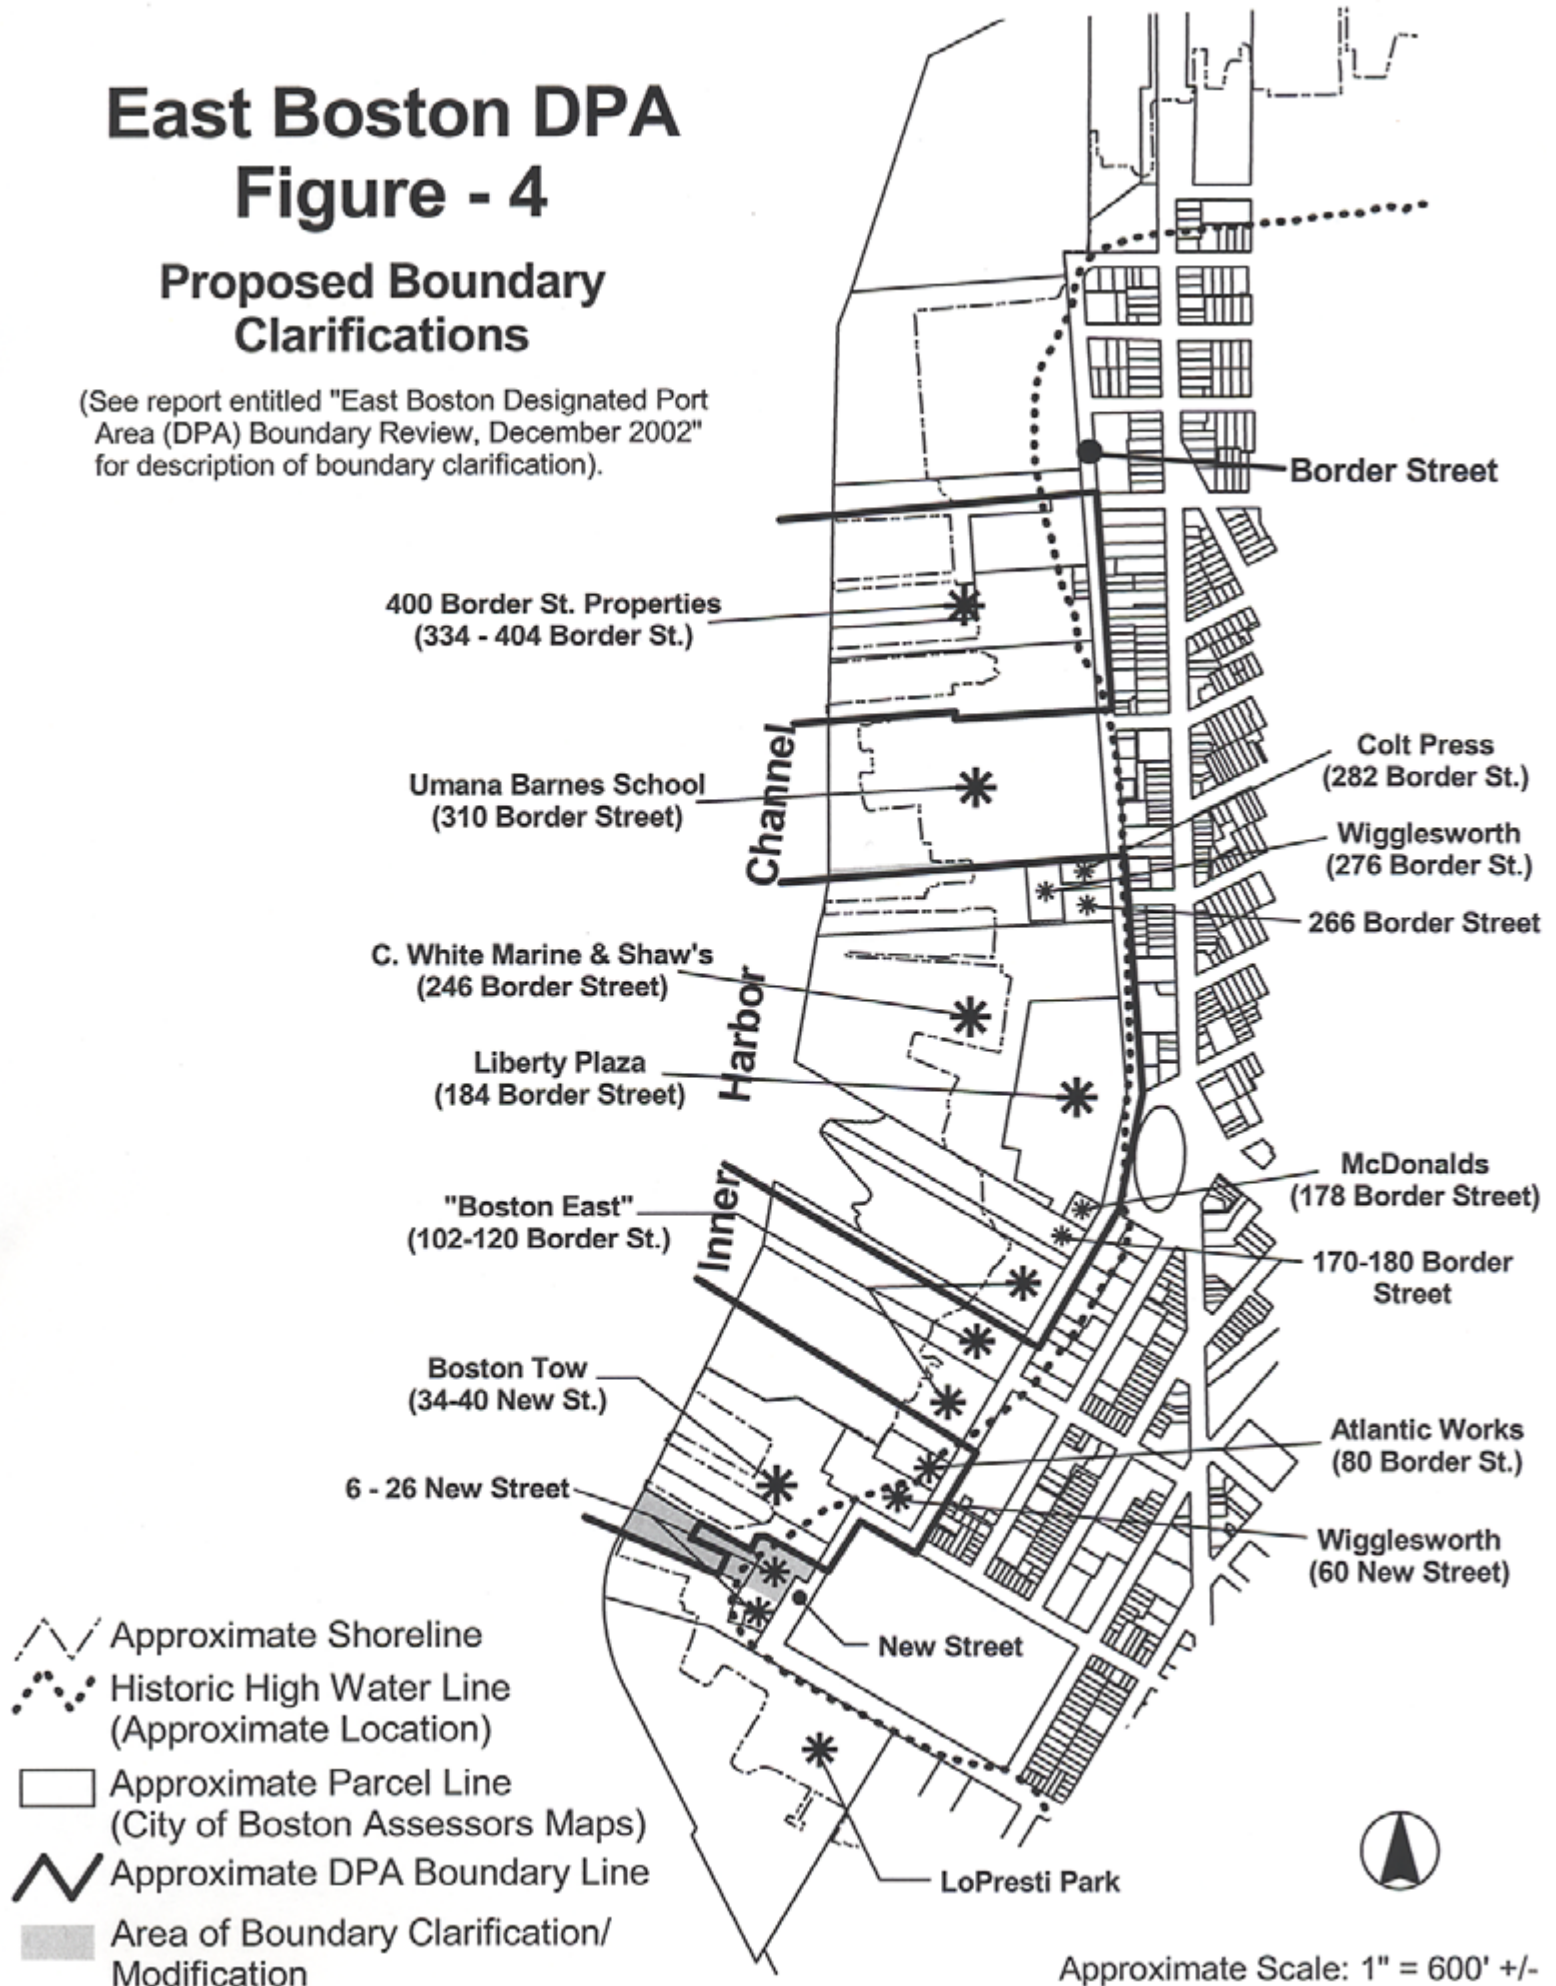 East Boston DPA
Figure - 4
Proposed Boundary
Clarifications
(See report entitled "East Boston Designated Port
Area (DPA) Boundary Review, December 2002"
for description of boundary clarification).
Border Street
400 Border St. Properties
(334 - 404 Border St.)
Umana Barnes School
(310 Border Street)
Colt Press
(282 Border St.)
Wigglesworth
(276 Border St.)
266 Border Street
C. White Marine & Shaw's
(246 Border Street)
Liberty Plaza
(184 Border Street)
Inner Harbor Channel
McDonalds
(178 Border Street)
"Boston East"
(102-120 Border St.)
170-180 Border
Street
Boston Tow
(34-40 New St.)
Atlantic Works
(80 Border St.)
6 - 26 New Street
Wigglesworth
(60 New Street)
New Street
LoPresti Park
Approximate Shoreline
Historic High Water Line
(Approximate Location)
Approximate Parcel Line
(City of Boston Assessors Maps)
Approximate DPA Boundary Line
Area of Boundary Clarification/
Modification
Approximate Scale: 1" = 600' +/-